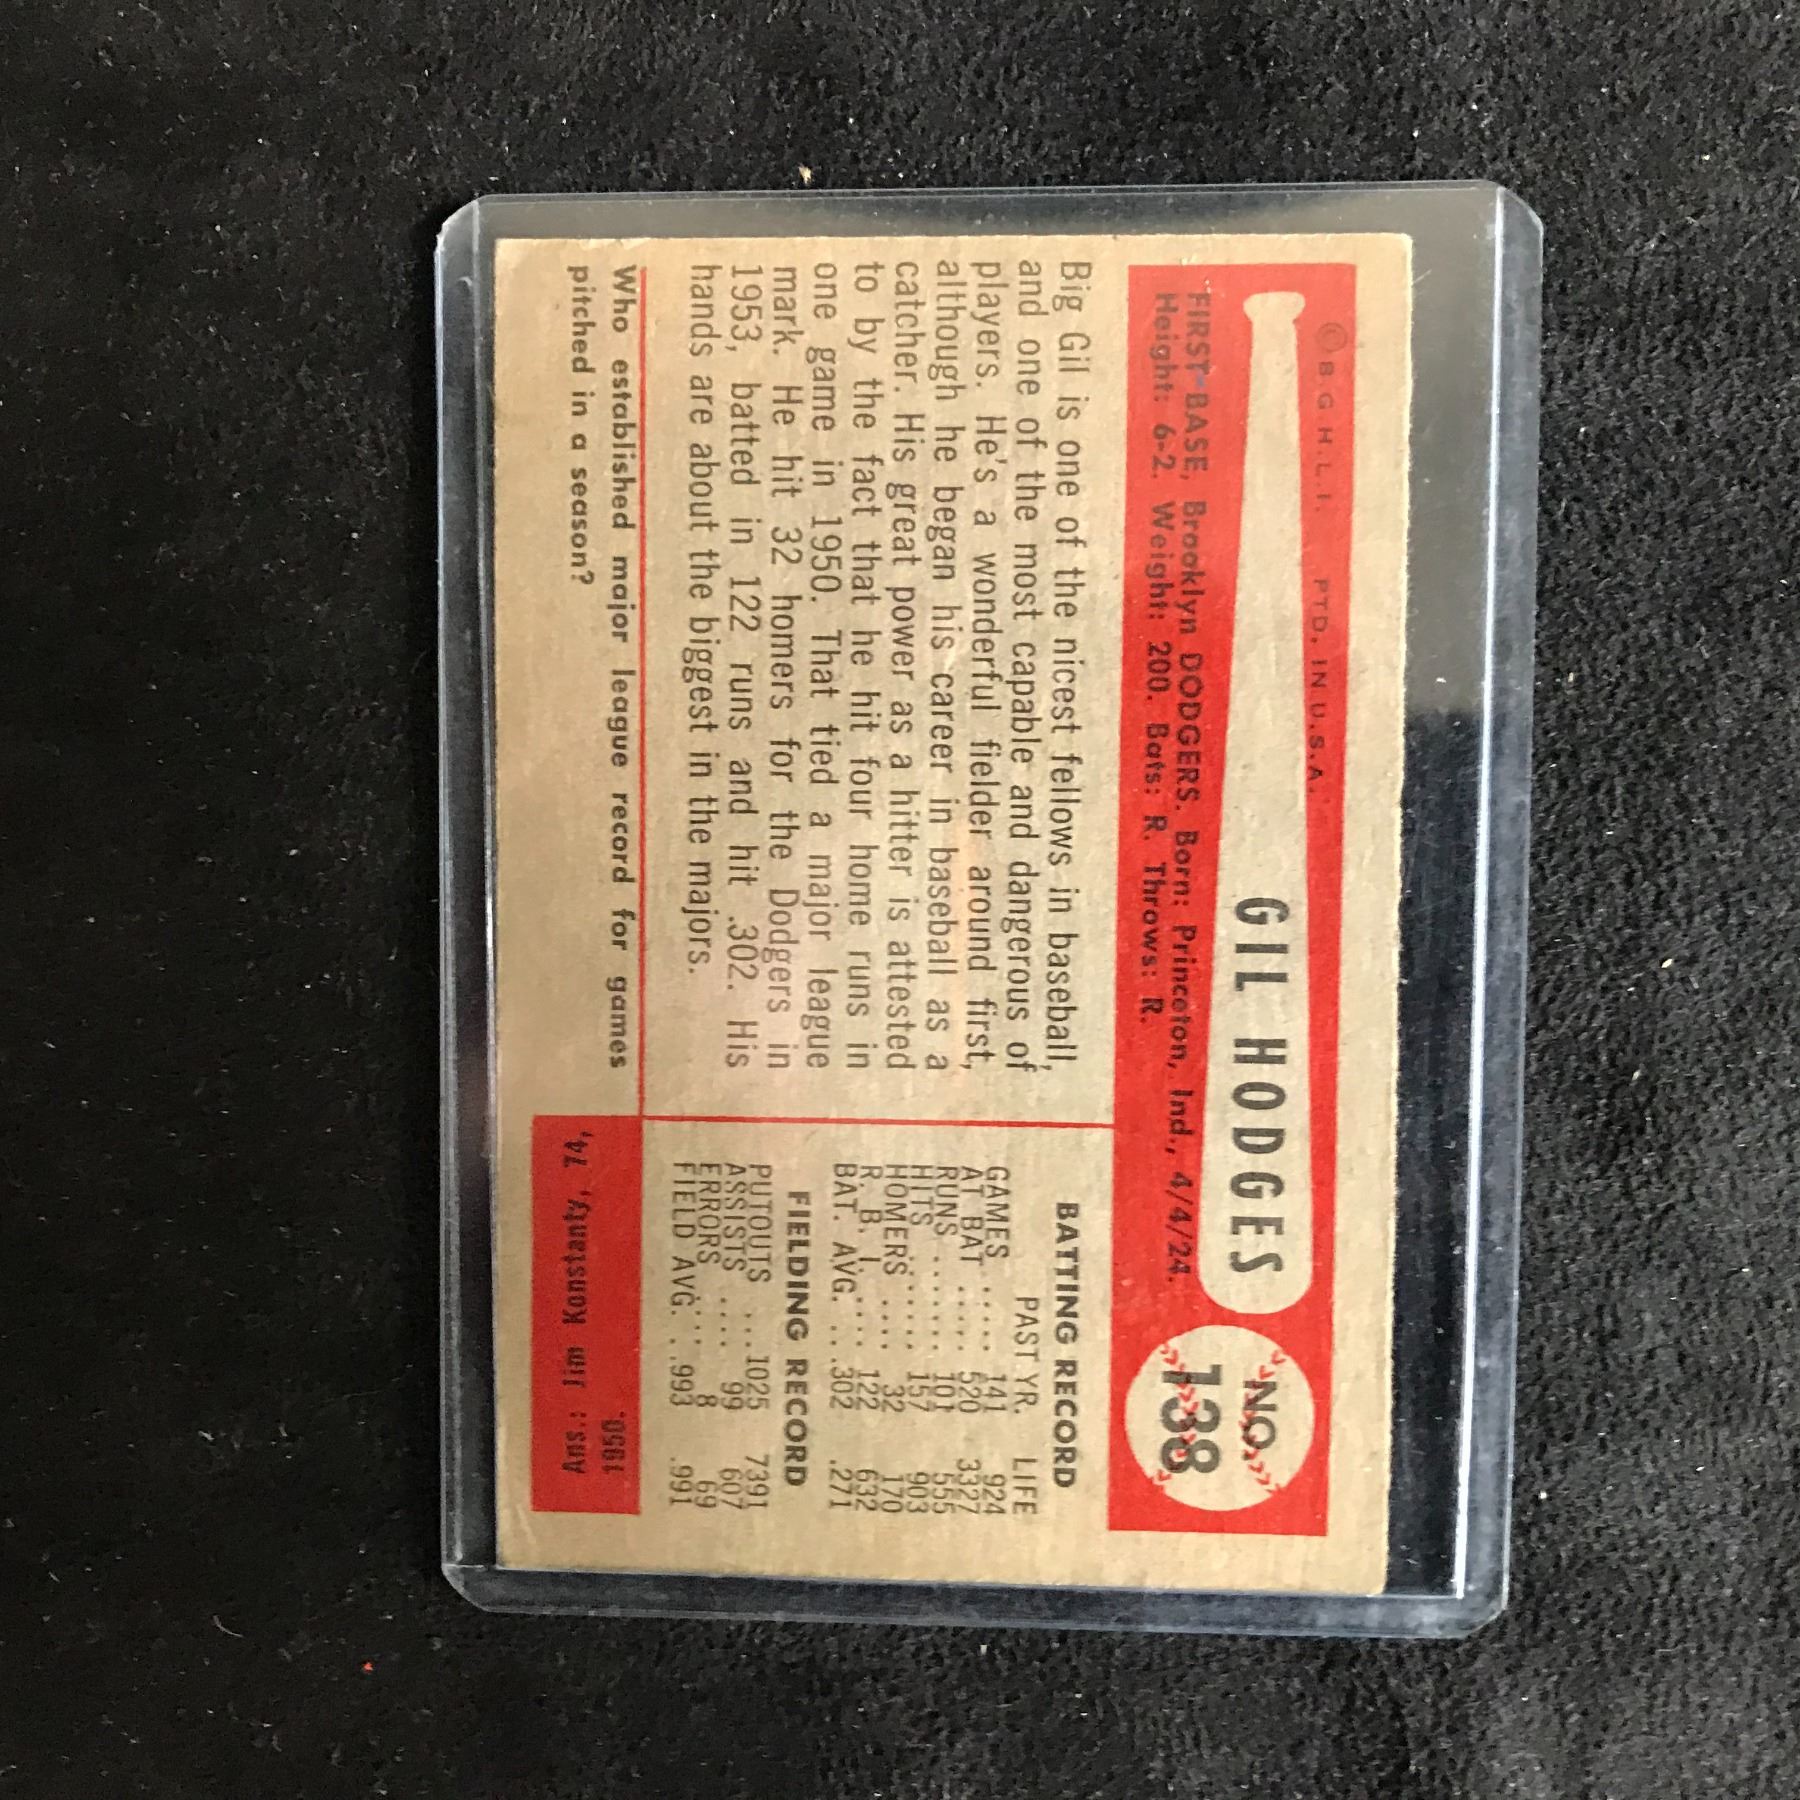 © B.G.H.L.I. PTD. IN U.S.A.
GIL HODGES
NO.
138
FIRST-BASE, Brooklyn DODGERS. Born: Princeton, Ind., 4/4/24.
Height: 6-2. Weight: 200. Bats: R. Throws: R.
Big Gil is one of the nicest fellows in baseball,
and one of the most capable and dangerous of
players. He's a wonderful fielder around first,
although he began his career in baseball as a
catcher. His great power as a hitter is attested
to by the fact that he hit four home runs in
one game in 1950. That tied a major league
mark. He hit 32 homers for the Dodgers in
1953, batted in 122 runs and hit .302. His
hands are about the biggest in the majors.
BATTING RECORD
PAST YR. LIFE
GAMES ..... 141 924
AT BAT ..... 520 3327
RUNS ....... 101 555
HITS ....... 157 903
HOMERS ..... 32 170
R. B. I. .... 122 632
BAT. AVG. .. .302 .271
FIELDING RECORD
PUTOUTS ... 1025 7391
ASSISTS .... 99 607
ERRORS .... 8 69
FIELD AVG. . .993 .991
Who established major league record for games
pitched in a season?
Ans.: Jim Konstanty, 74,
1950.